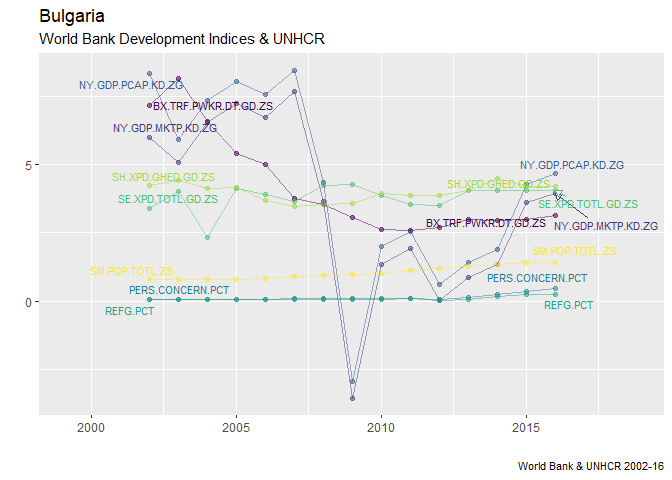 Bulgaria
World Bank Development Indices & UNHCR
NY.GDP.PCAP.KD.ZG
BX.TRF.PWKR.DT.GD.ZS
NY.GDP.MKTP.KD.ZG
NY.GDP.PCAP.KD.ZG
5
SH.XPD.GHED.GD.ZS
SH.XPD.GHED.GD.ZS
SE.XPD.TOTL.GD.ZS
SE.XPD.TOTL.GD.ZS
BX.TRF.PWKR.DT.GD.ZS
NY.GDP.MKTP.KD.ZG
SM.POP.TOTL.ZS
SM.POP.TOTL.ZS
PERS.CONCERN.PCT
PERS.CONCERN.PCT
0
REFG.PCT
REFG.PCT
2000 2005 2010 2015
World Bank & UNHCR 2002-16